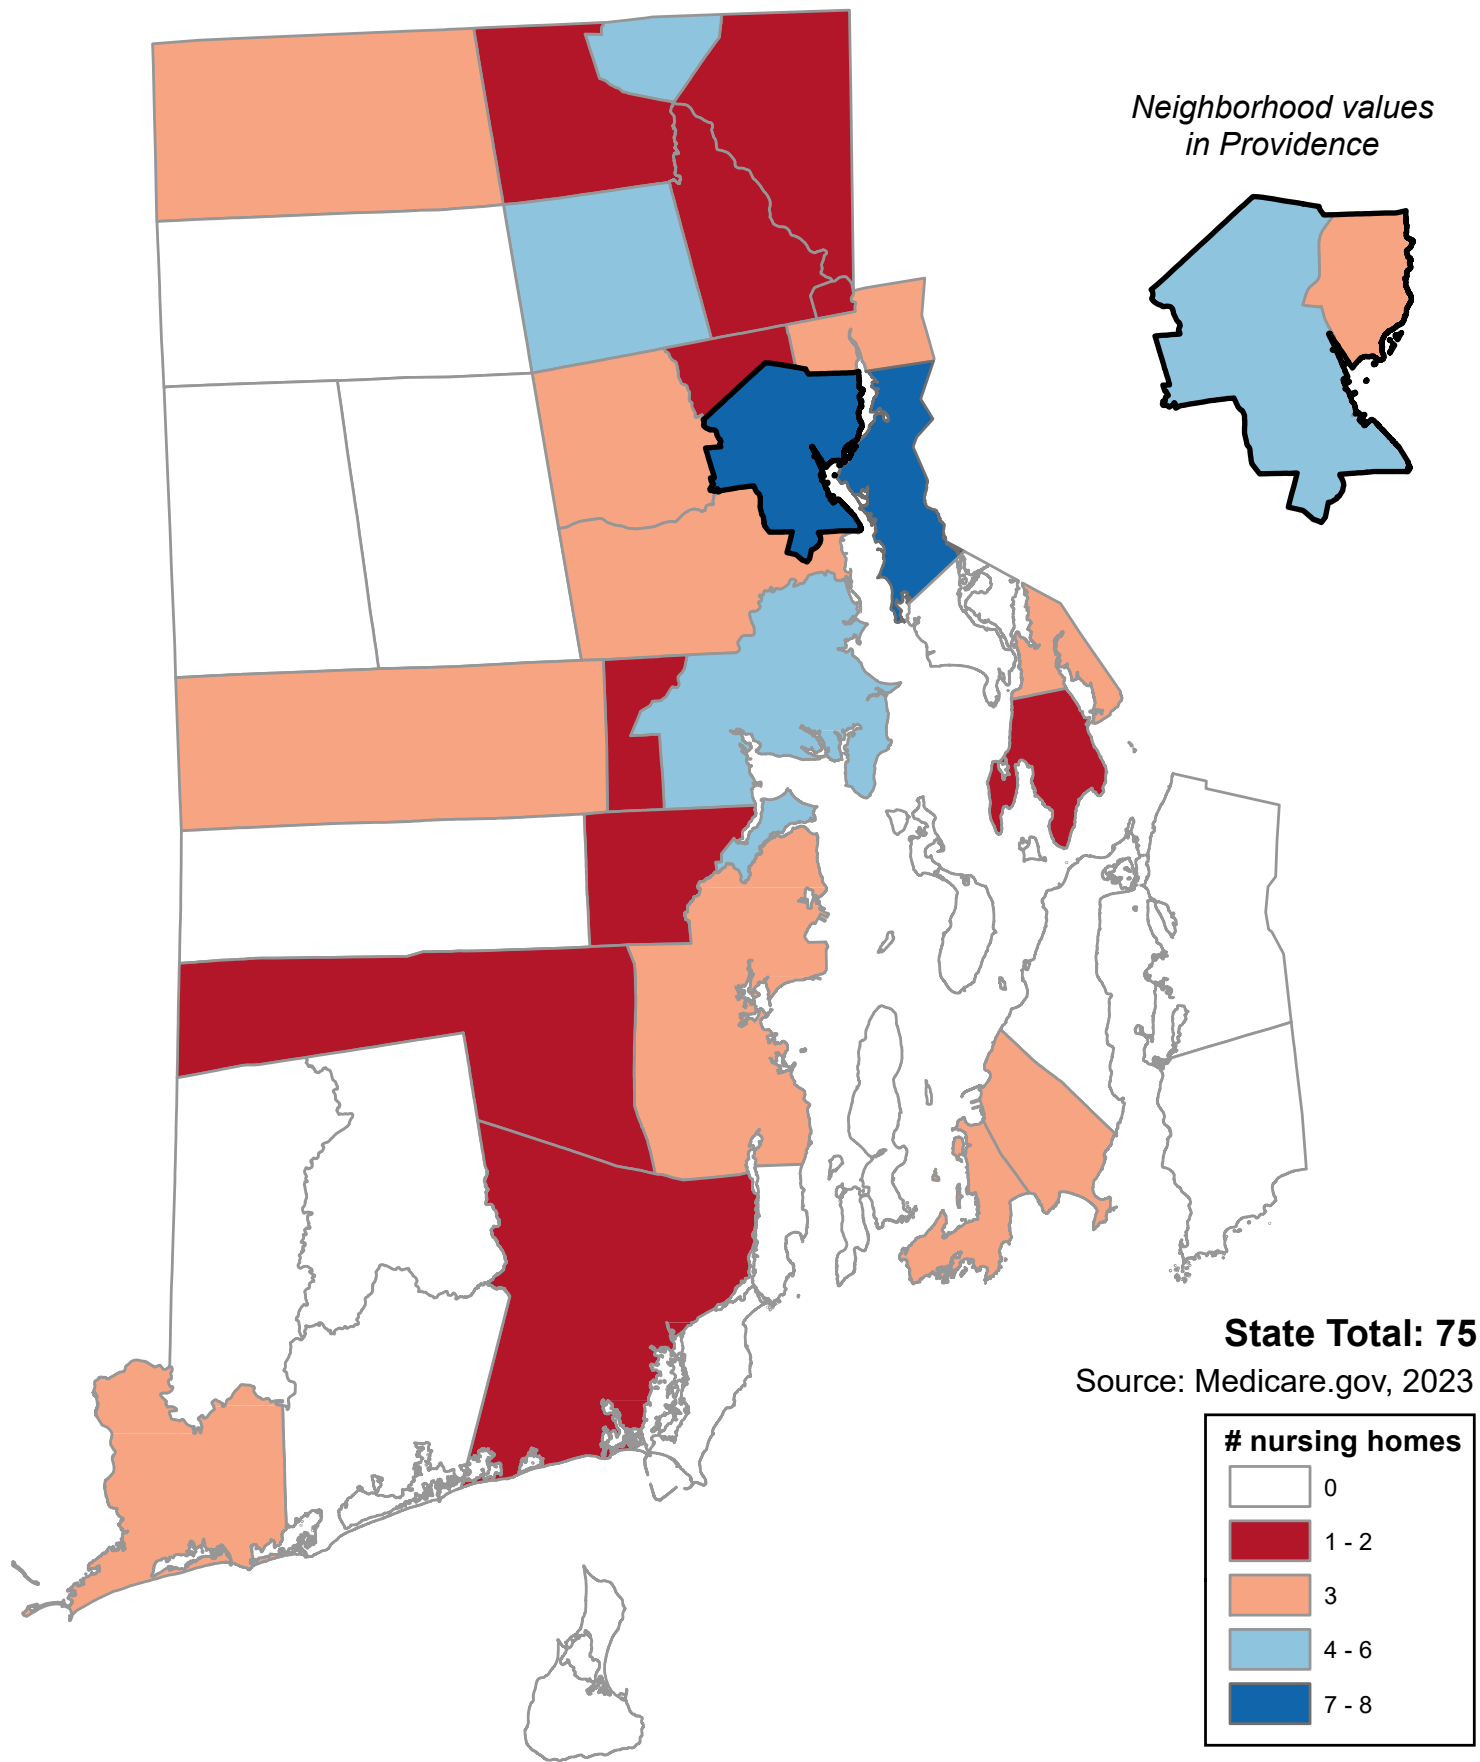 Neighborhood values
in Providence
State Total: 75
Source: Medicare.gov, 2023
# nursing homes
0
1 - 2
3
4 - 6
7 - 8